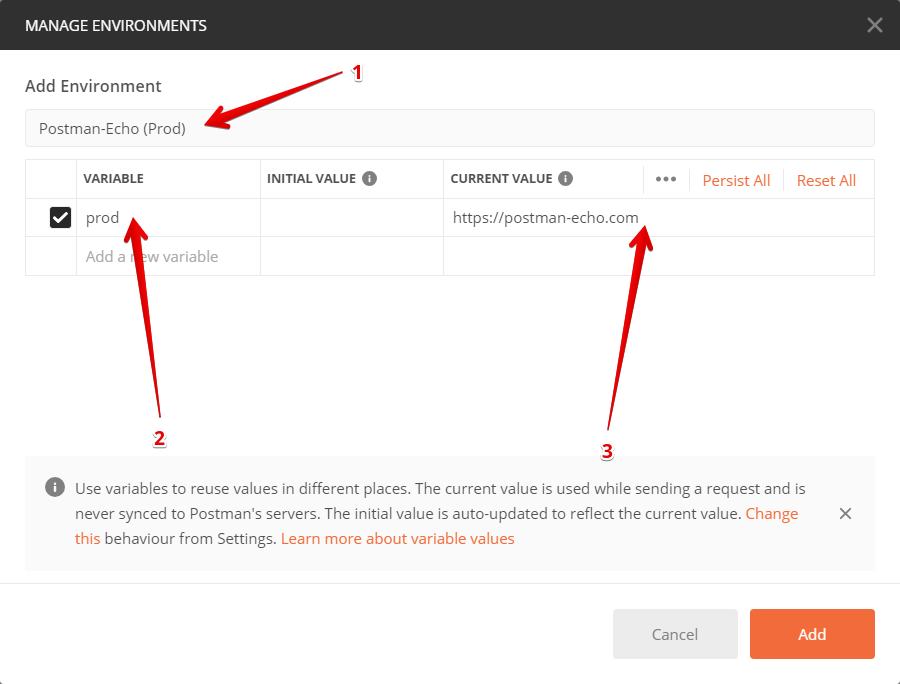 MANAGE ENVIRONMENTS
Add Environment
1
Postman-Echo (Prod)
VARIABLE INITIAL VALUE CURRENT VALUE Persist All Reset All
prod https://postman-echo.com
Add a new variable
2
3
Use variables to reuse values in different places. The current value is used while sending a request and is
never synced to Postman's servers. The initial value is auto-updated to reflect the current value. Change
this behaviour from Settings. Learn more about variable values
Cancel Add